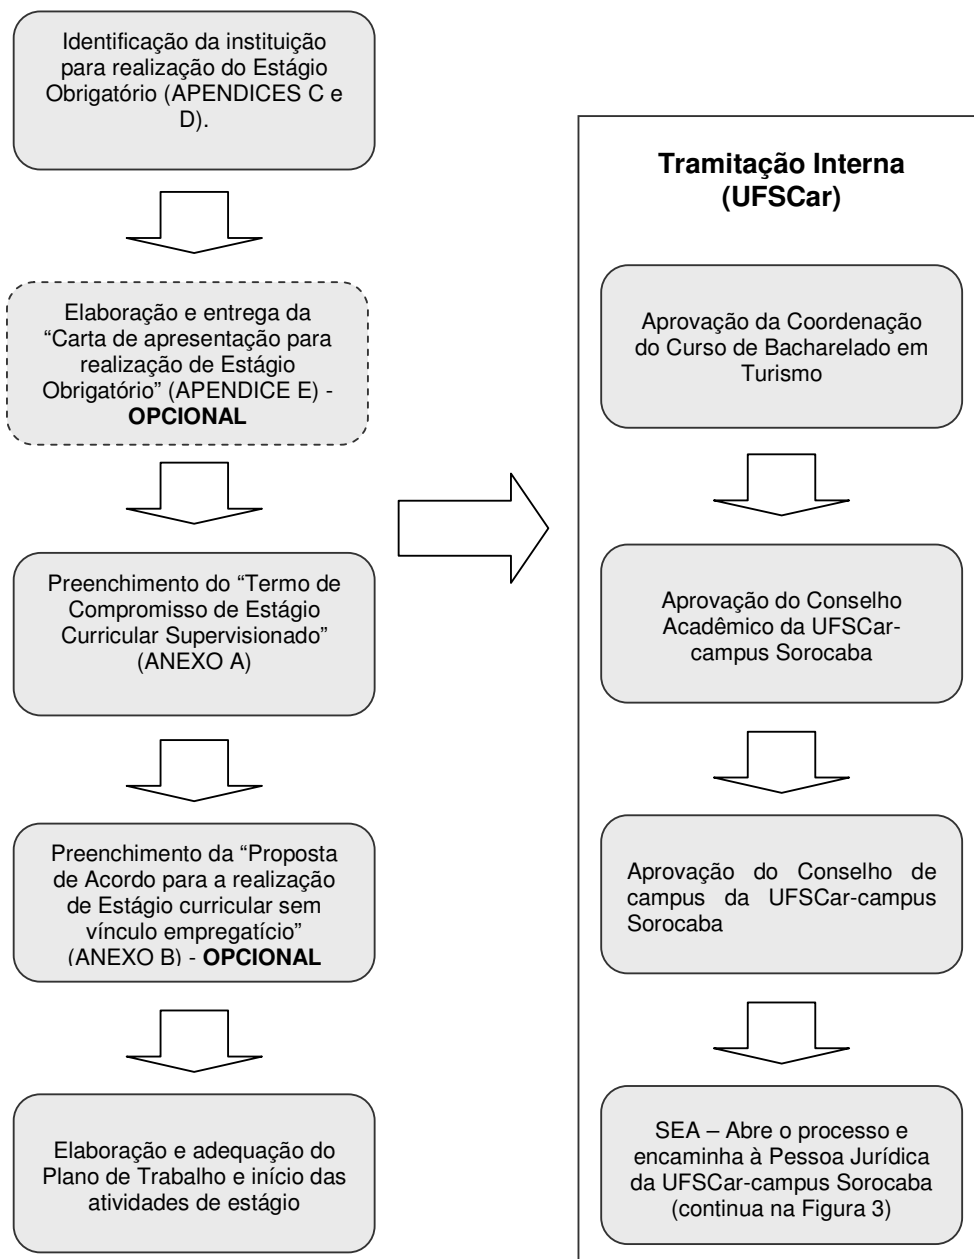 Identificação da instituição
para realização do Estágio
Obrigatório (APENDICES C e
D).
Elaboração e entrega da
“Carta de apresentação para
realização de Estágio
Obrigatório” (APENDICE E) -
OPCIONAL
Preenchimento do “Termo de
Compromisso de Estágio
Curricular Supervisionado”
(ANEXO A)
Preenchimento da “Proposta
de Acordo para a realização
de Estágio curricular sem
vínculo empregatício”
(ANEXO B) - OPCIONAL
Elaboração e adequação do
Plano de Trabalho e início das
atividades de estágio
Tramitação Interna
(UFSCar)
Aprovação da Coordenação
do Curso de Bacharelado em
Turismo
Aprovação do Conselho
Acadêmico da UFSCar-
campus Sorocaba
Aprovação do Conselho de
campus da UFSCar-campus
Sorocaba
SEA – Abre o processo e
encaminha à Pessoa Jurídica
da UFSCar-campus Sorocaba
(continua na Figura 3)